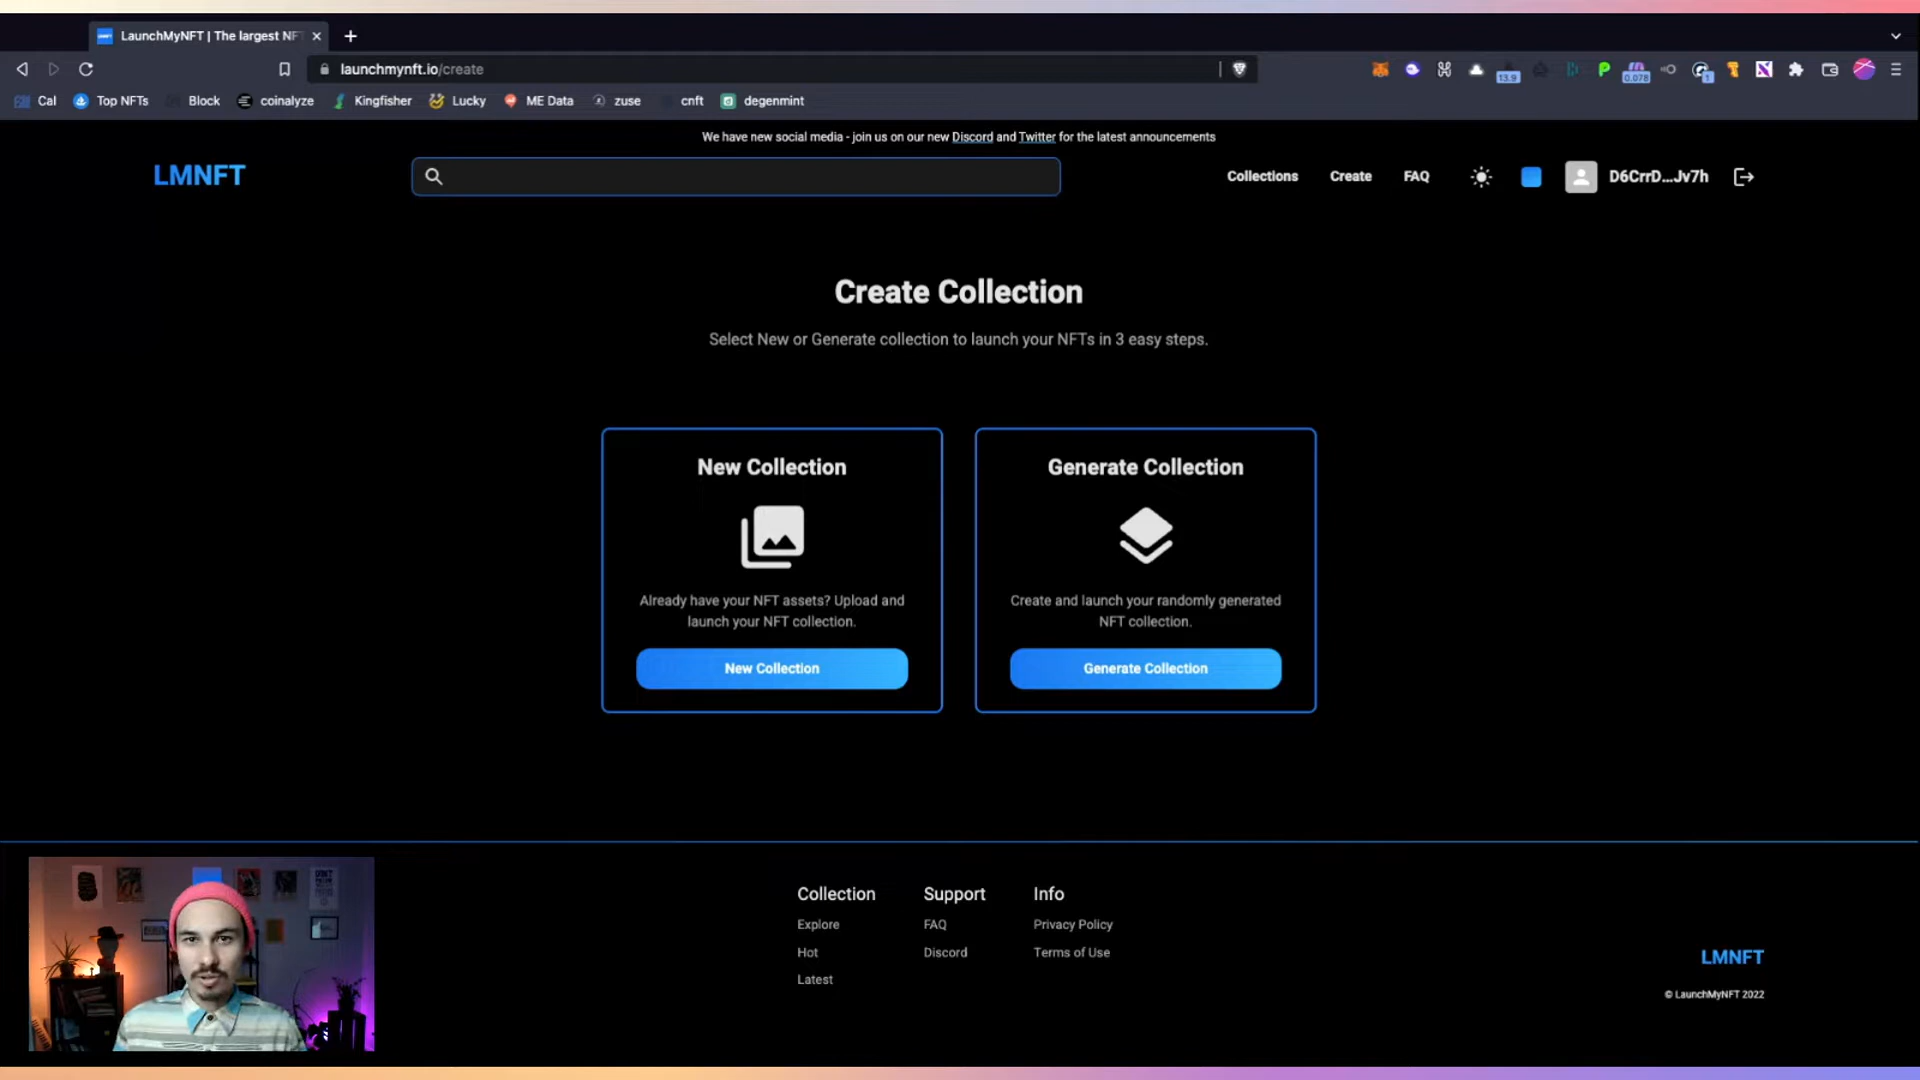 LaunchMyNFT | The largest NF
launchmynft.io/create
13.9
0.078
1
Cal
Top NFTs
Block
coinalyze
Kingfisher
Lucky
ME Data
zuse
cnft
degenmint
We have new social media - join us on our new Discord and Twitter for the latest announcements
LMNFT
Collections
Create
FAQ
D6CrrD...Jv7h
Create Collection
Select New or Generate collection to launch your NFTs in 3 easy steps.
New Collection
Already have your NFT assets? Upload and
launch your NFT collection.
New Collection
Generate Collection
Create and launch your randomly generated
NFT collection.
Generate Collection
Collection
Explore
Hot
Latest
Support
FAQ
Discord
Info
Privacy Policy
Terms of Use
LMNFT
© LaunchMyNFT 2022